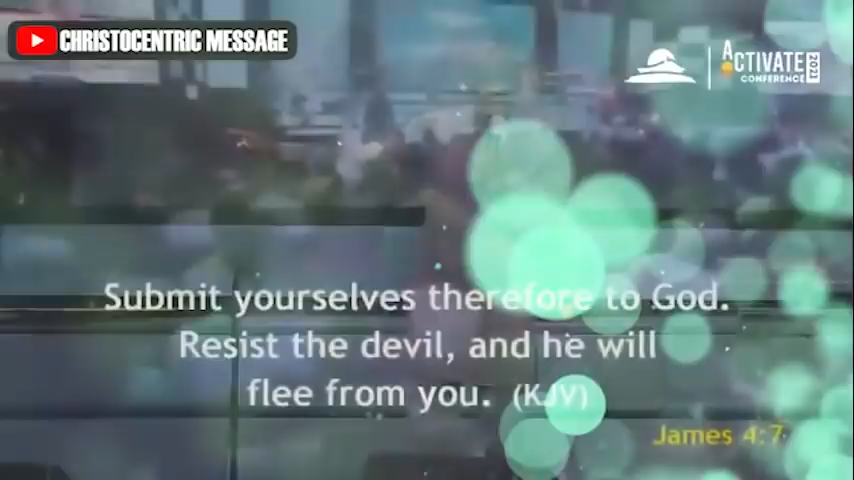 CHRISTOCENTRIC MESSAGE
ACTIVATE
CONFERENCE 2021
Submit yourselves therefore to God.
Resist the devil, and he will
flee from you. (KJV)
James 4:7